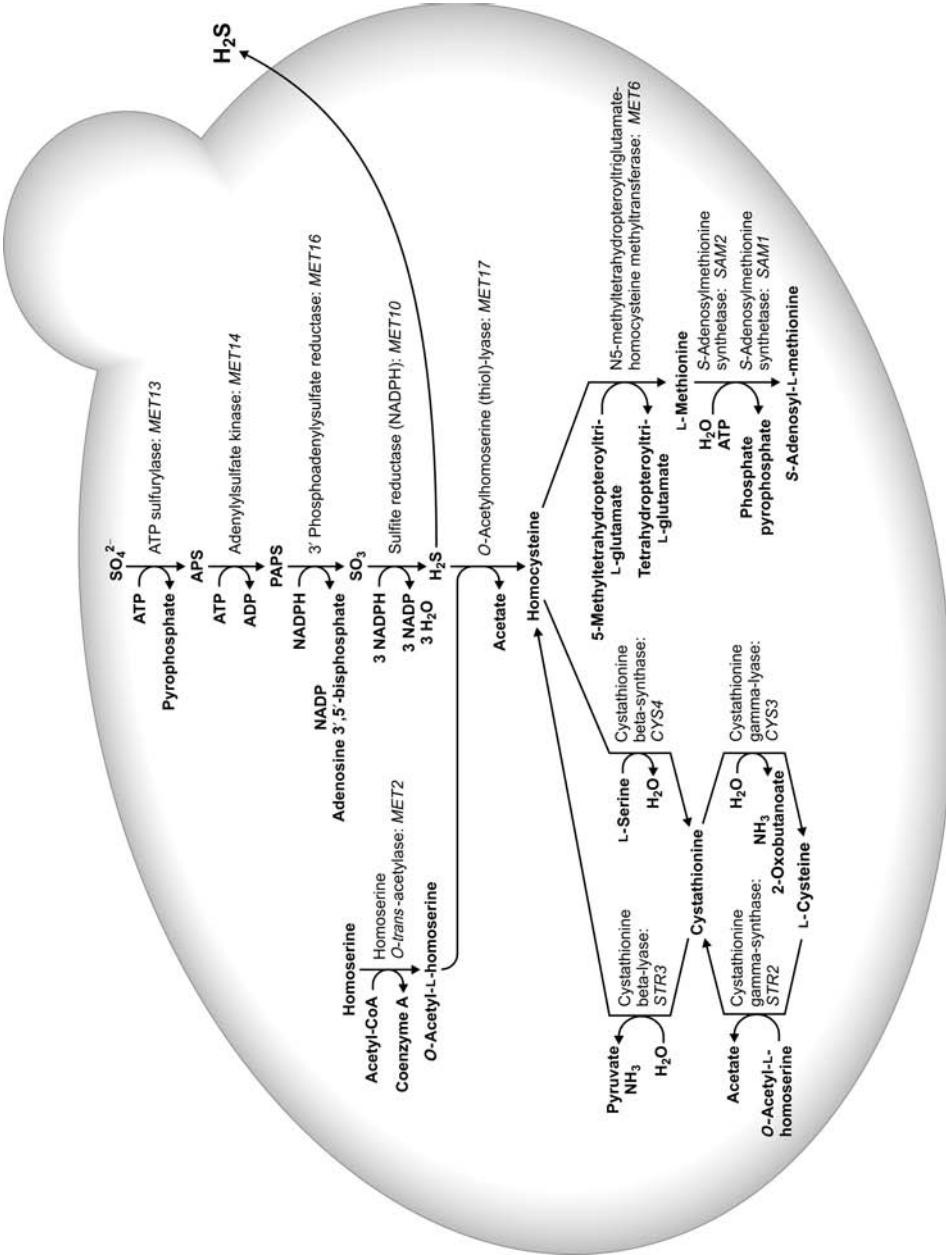 H₂S
SO₄²⁻
ATP
Pyrophosphate
ATP sulfurylase: MET13
APS
ATP
ADP
Adenylylsulfate kinase: MET14
PAPS
NADPH
NADP
Adenosine 3′,5′-bisphosphate
3′ Phosphoadenylysulfate reductase: MET16
SO₃
3 NADPH
3 NADP
3 H₂O
Sulfite reductase (NADPH): MET10
H₂S
Homoserine
Acetyl-CoA
Coenzyme A
Homoserine
O-trans-acetylase: MET2
O-Acetyl-L-homoserine
Acetate
O-Acetylhomoserine (thiol)-lyase: MET17
Homocysteine
Pyruvate
NH₃
H₂O
Cystathionine
beta-lyase:
STR3
L-Serine
H₂O
Cystathionine
beta-synthase:
CYS4
5-Methyltetrahydropteroyltri-
L-glutamate
Tetrahydropteroyltri-
L-glutamate
N5-methyltetrahydropteroyltriglutamate-
homocysteine methyltransferase: MET6
Cystathionine
L-Methionine
Acetate
O-Acetyl-L-
homoserine
Cystathionine
gamma-synthase:
STR2
H₂O
NH₃
2-Oxobutanoate
Cystathionine
gamma-lyase:
CYS3
H₂O
ATP
Phosphate
pyrophosphate
S-Adenosylmethionine
synthetase: SAM2
S-Adenosylmethionine
synthetase: SAM1
L-Cysteine
S-Adenosyl-L-methionine